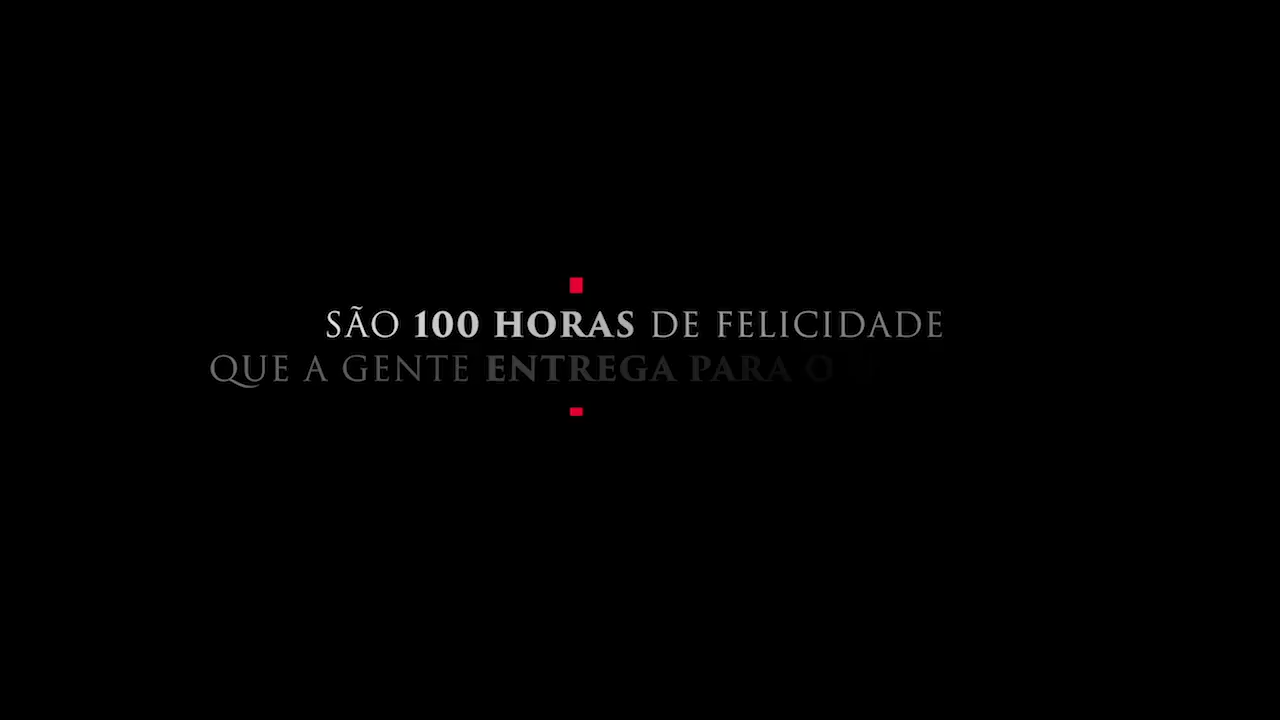 SÃO 100 HORAS DE FELICIDADE
QUE A GENTE ENTREGA PARA O